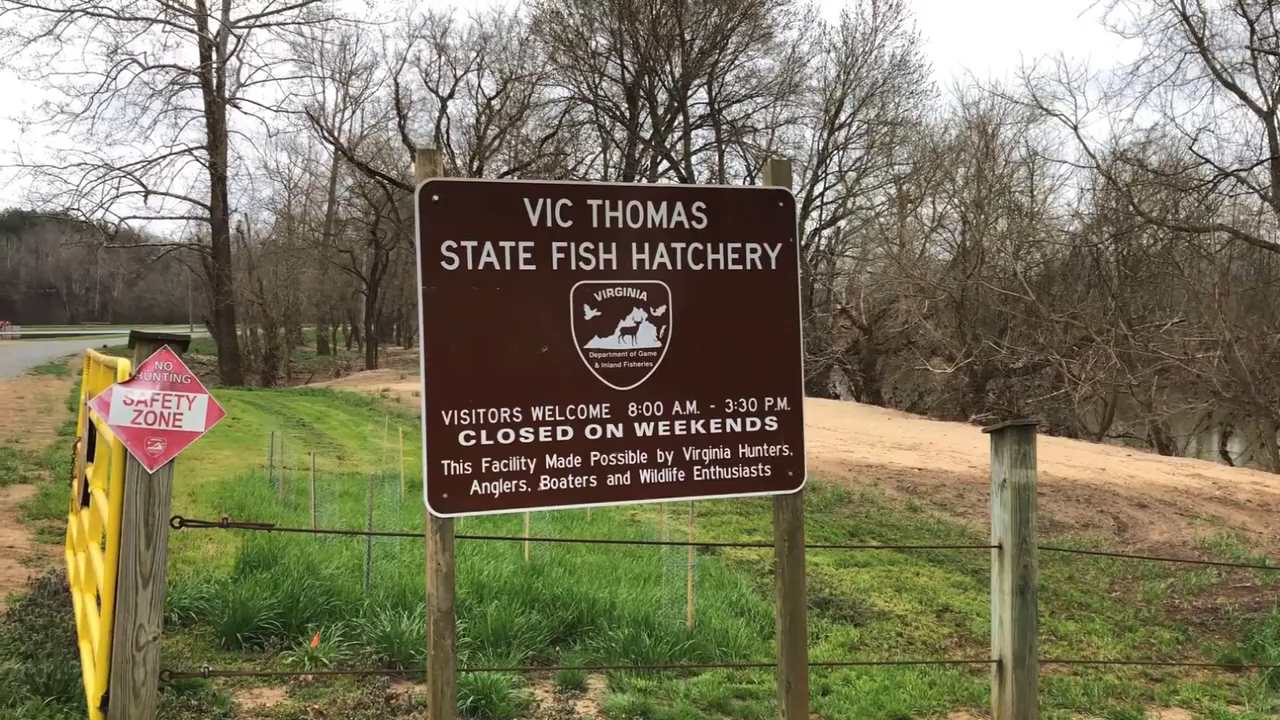 VIC THOMAS
STATE FISH HATCHERY
VIRGINIA
Department of Game
& Inland Fisheries
VISITORS WELCOME 8:00 A.M. - 3:30 P.M.
CLOSED ON WEEKENDS
This Facility Made Possible by Virginia Hunters,
Anglers, Boaters and Wildlife Enthusiasts
NO
HUNTING
SAFETY
ZONE